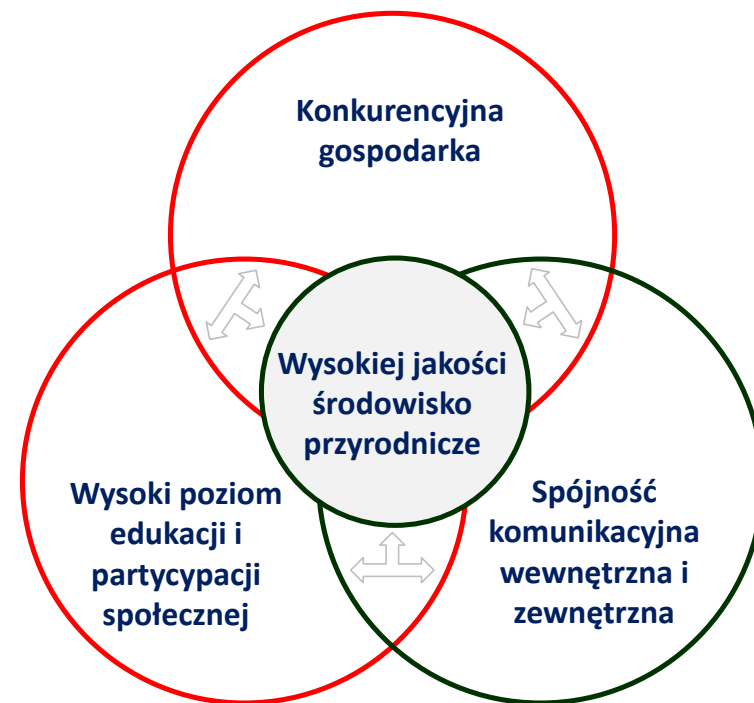 Konkurencyjna
gospodarka
Wysokiej jakości
środowisko
przyrodnicze
Wysoki poziom
edukacji i
partycypacji
społecznej
Spójność
komunikacyjna
wewnętrzna i
zewnętrzna